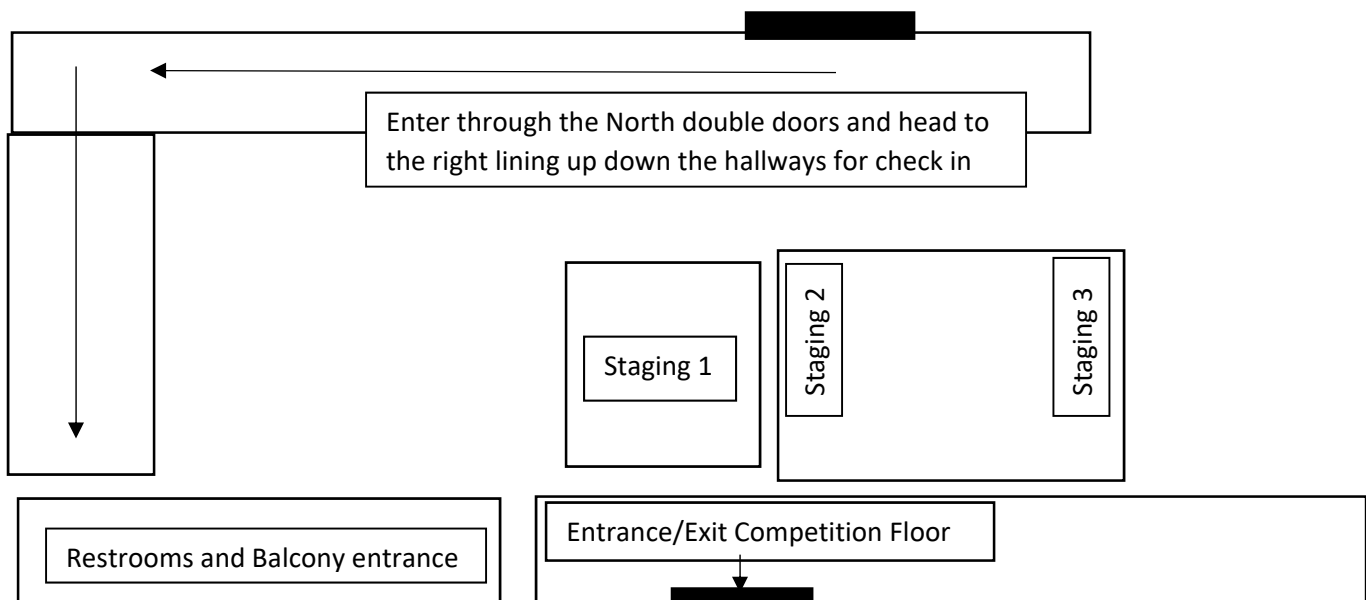 Enter through the North double doors and head to
the right lining up down the hallways for check in
Staging 1
Staging 2
Staging 3
Restrooms and Balcony entrance
Entrance/Exit Competition Floor